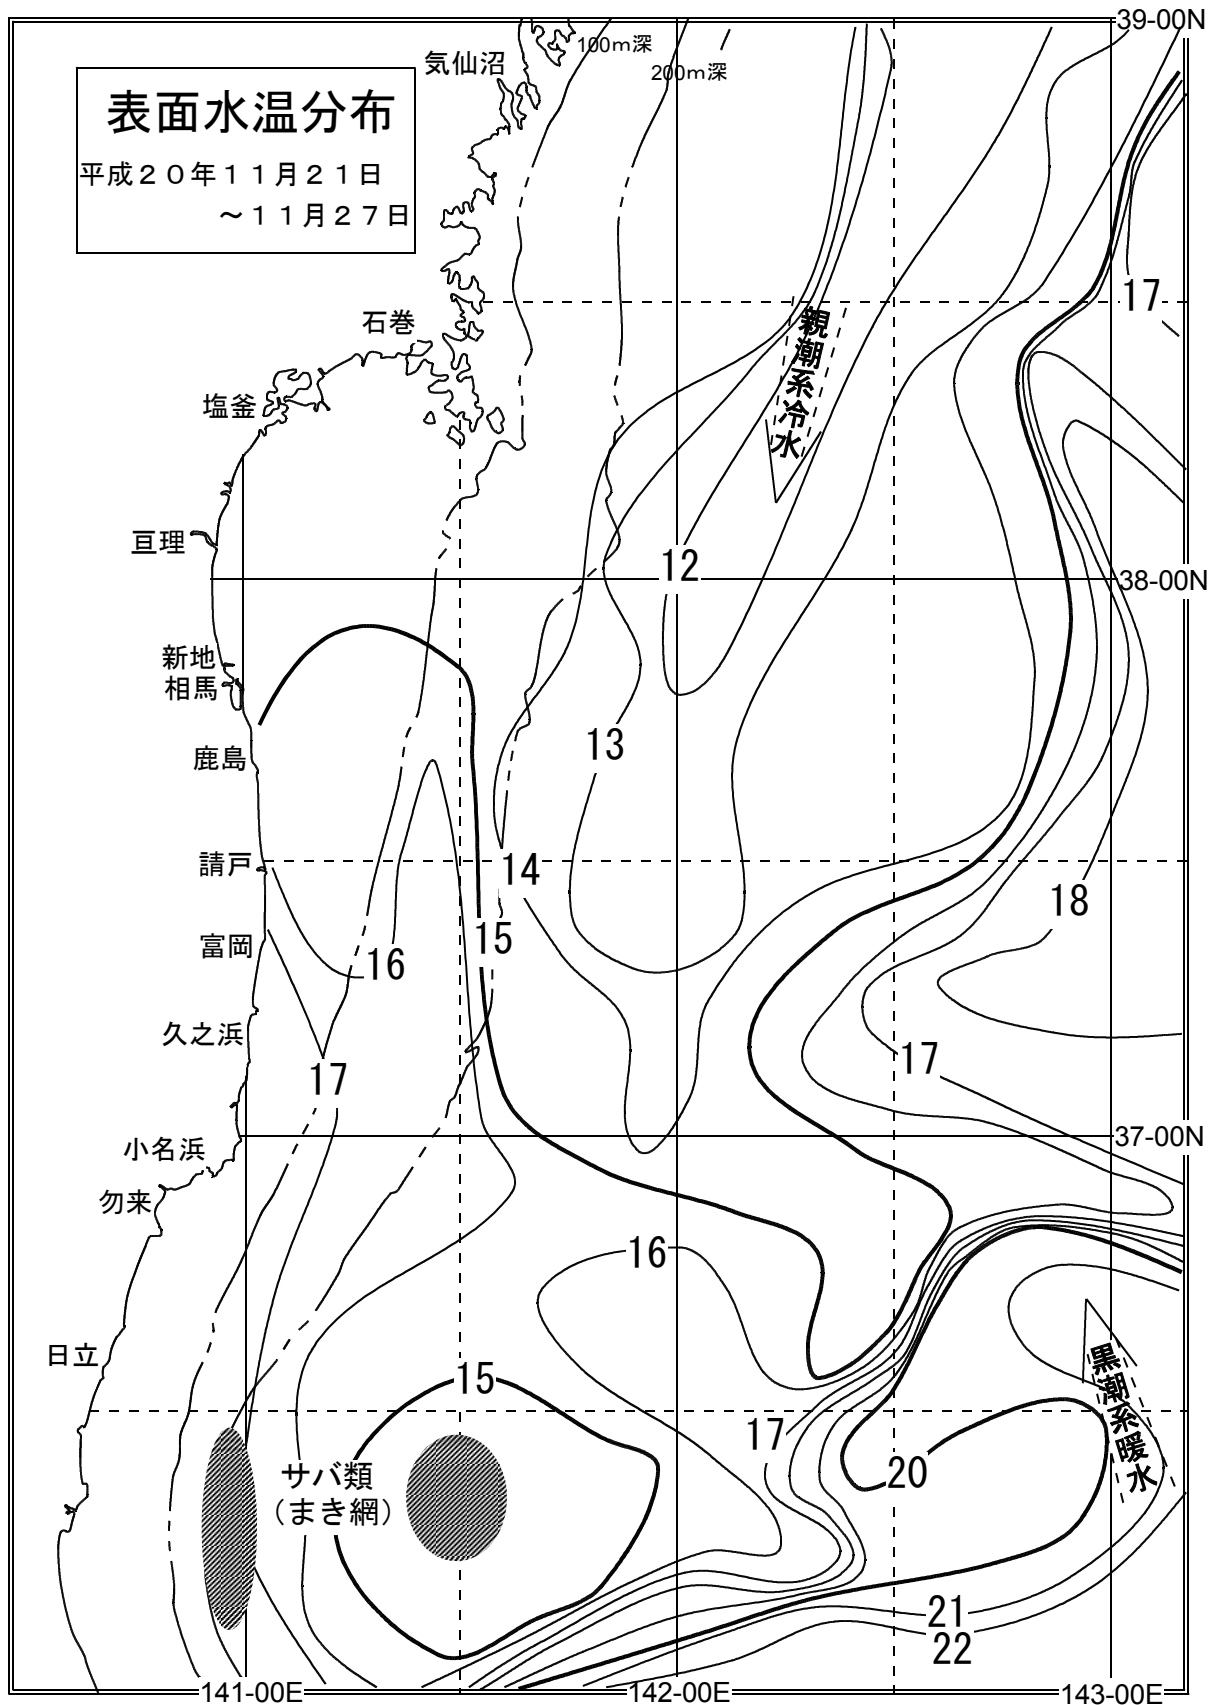 39-00N
100m深
気仙沼
200m深
表面水温分布
平成２０年１１月２１日
～１１月２７日
17
石巻
親潮系冷水
塩釜
亘理
12
38-00N
新地
相馬
13
鹿島
請戸
14
18
15
富岡
16
久之浜
17
17
37-00N
小名浜
勿来
16
日立
黒潮系暖水
15
17
20
サバ類
（まき網）
21
22
141-00E
142-00E
143-00E